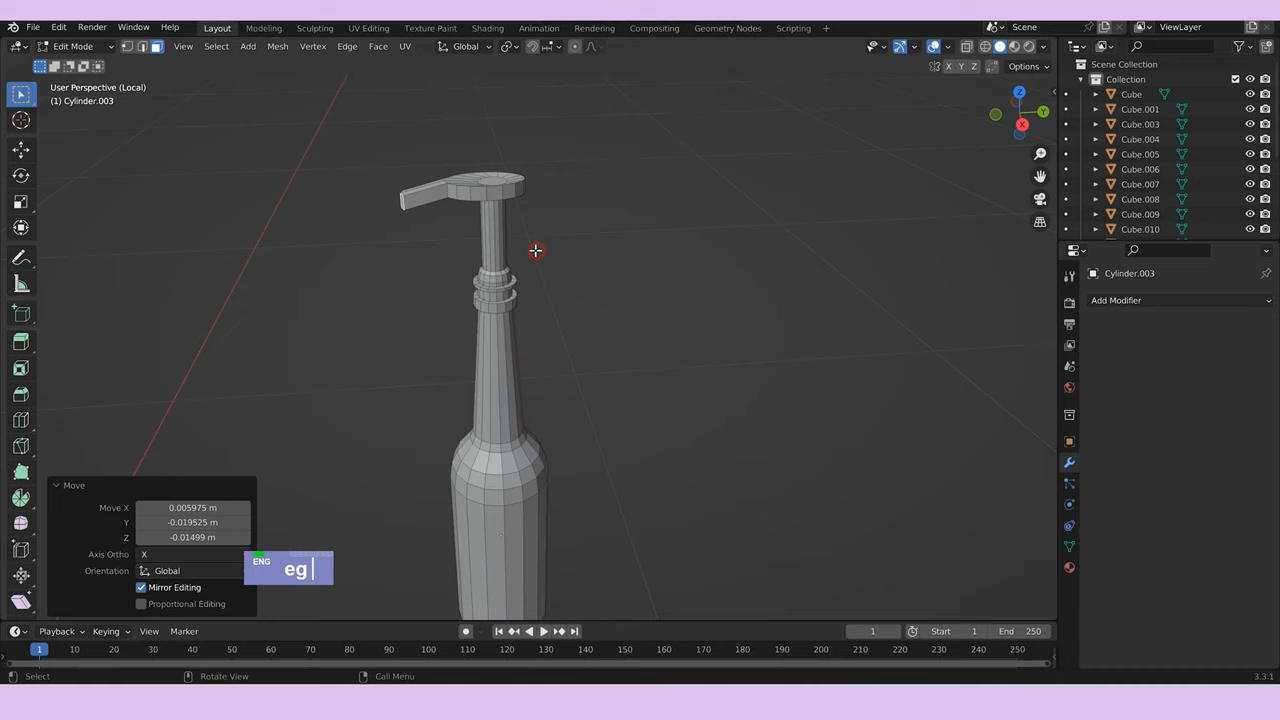 File Edit Render Window Help Layout Modeling Sculpting UV Editing Texture Paint Shading Animation Rendering Compositing Geometry Nodes Scripting + Scene ViewLayer
Edit Mode View Select Add Mesh Vertex Edge Face UV Global
X Y Z Options
User Perspective (Local)
(1) Cylinder.003
Z
Y
X
Scene Collection
Collection
Cube
Cube.001
Cube.003
Cube.004
Cube.005
Cube.006
Cube.007
Cube.008
Cube.009
Cube.010
Cylinder.003
Add Modifier
Move
Move X 0.005975 m
Y -0.019525 m
Z -0.01499 m
Axis Ortho X
Orientation Global
Mirror Editing
Proportional Editing
ENG
eg
Playback Keying View Marker 1 Start 1 End 250
1 10 20 30 40 50 60 70 80 90 100 110 120 130 140 150 160 170 180 190 200 210 220 230 240 250
Select Rotate View Call Menu 3.3.1